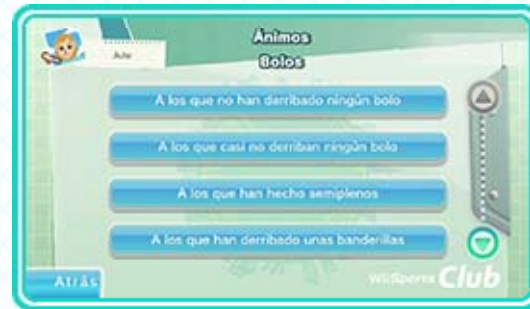 Ánimos
Bolos
A los que no han derribado ningún bolo
A los que casi no derriban ningún bolo
A los que han hecho semiplenos
A los que han derribado unas banderillas
Atrás
Wii Sports Club